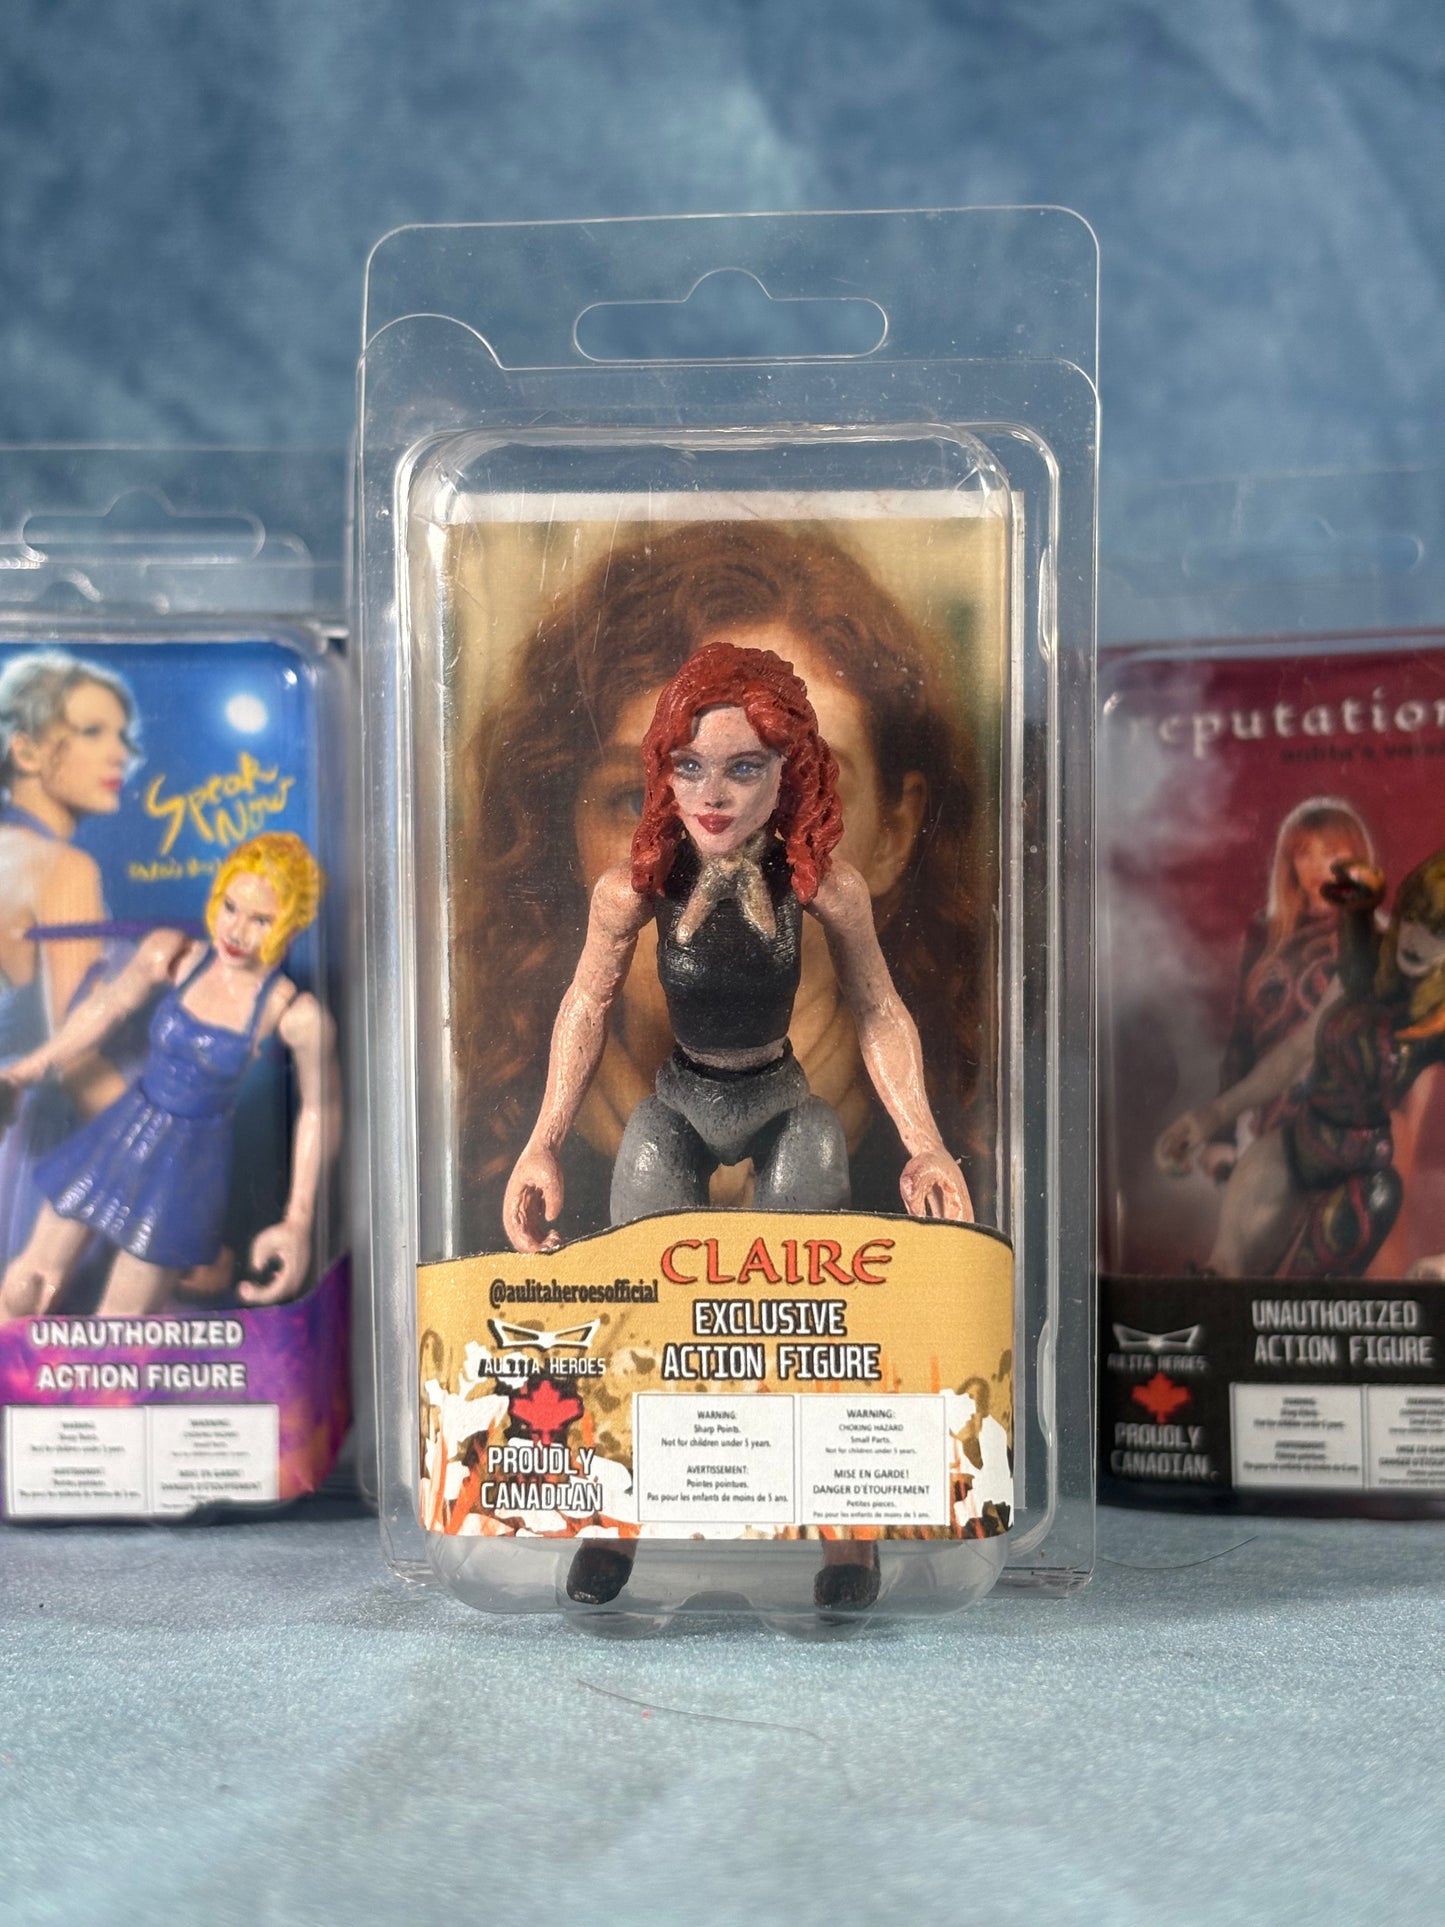 Speak
Now
UNAUTHORIZED
ACTION FIGURE
CLAIRE
@aulitaheroesofficial
EXCLUSIVE
ACTION FIGURE
AULITA HEROES
PROUDLY
CANADIAN
WARNING:
Sharp Points.
Not for children under 5 years.
AVERTISSEMENT:
Pointes pointues.
Pas pour les enfants de moins de 5 ans.
WARNING:
CHOKING HAZARD
Small Parts.
Not for children under 5 years.
MISE EN GARDE!
DANGER D'ÉTOUFFEMENT
Petites pieces.
Pas pour les enfants de moins de 5 ans.
reputation
UNAUTHORIZED
ACTION FIGURE
AULITA HEROES
PROUDLY
CANADIAN